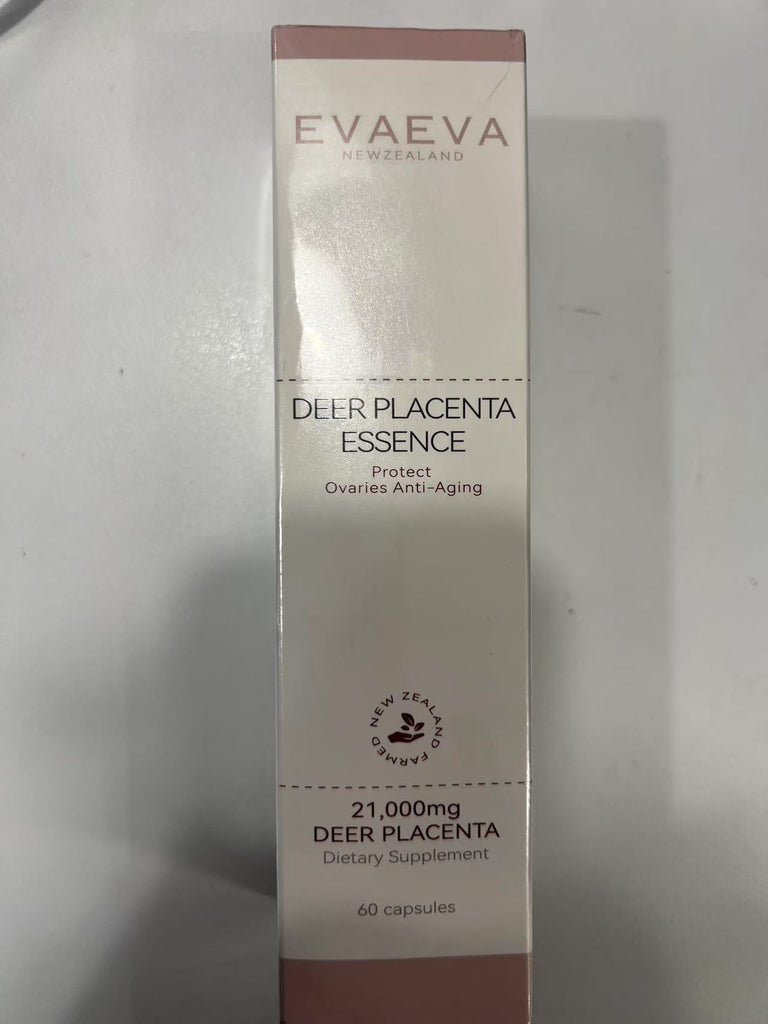 EVAEVA
NEWZEALAND
DEER PLACENTA
ESSENCE
Protect
Ovaries Anti-Aging
NEW ZEALAND FARMED
21,000mg
DEER PLACENTA
Dietary Supplement
60 capsules